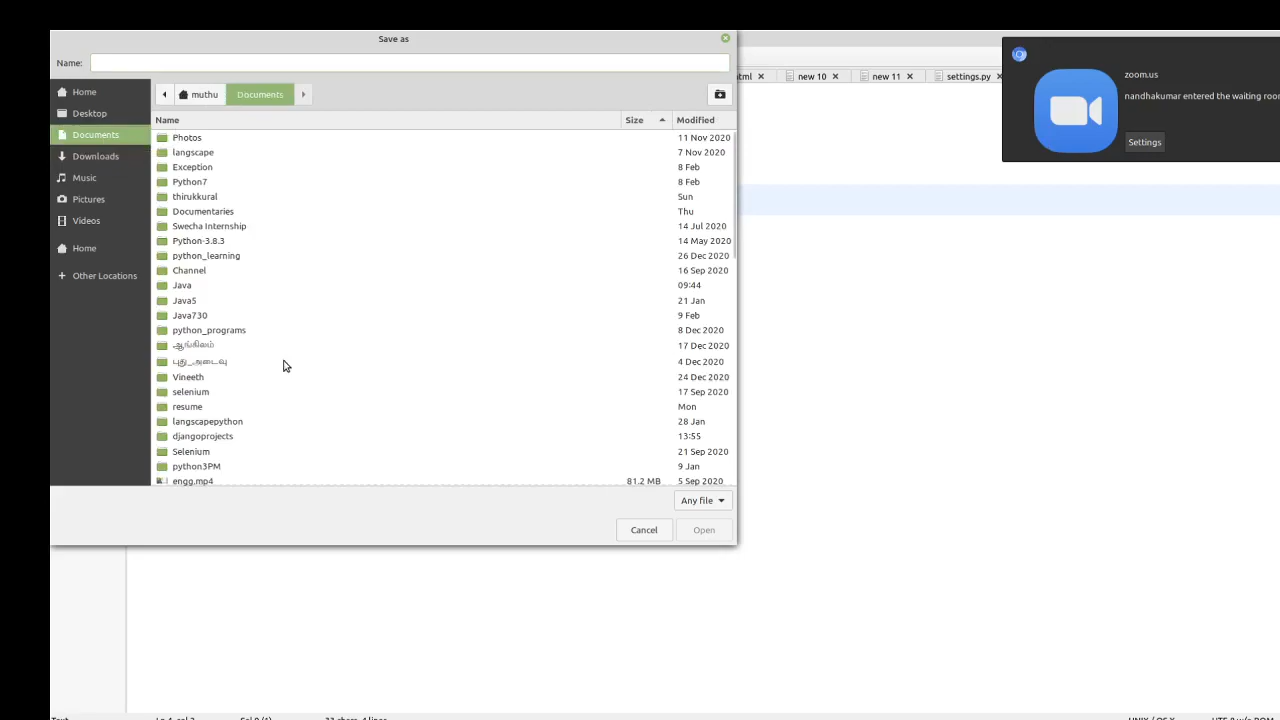 Save as
Name:
html
new 10
new 11
settings.py
zoom.us
nandhakumar entered the waiting room
Settings
Home
Desktop
Documents
Downloads
Music
Pictures
Videos
Home
Other Locations
muthu
Documents
Name Size Modified
Photos 11 Nov 2020
langscape 7 Nov 2020
Exception 8 Feb
Python7 8 Feb
thirukkural Sun
Documentaries Thu
Swecha Internship 14 Jul 2020
Python-3.8.3 14 May 2020
python_learning 26 Dec 2020
Channel 16 Sep 2020
Java 09:44
Java5 21 Jan
Java730 9 Feb
python_programs 8 Dec 2020
ஆங்கிலம் 17 Dec 2020
புது_அடைவு 4 Dec 2020
Vineeth 24 Dec 2020
selenium 17 Sep 2020
resume Mon
langscapepython 28 Jan
djangoprojects 13:55
Selenium 21 Sep 2020
python3PM 9 Jan
engg.mp4 81.2 MB 5 Sep 2020
Any file
Cancel
Open